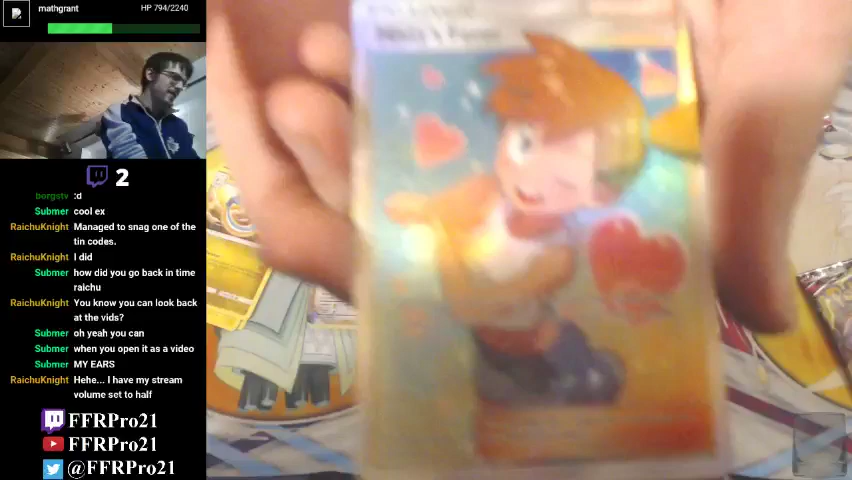 mathgrant
HP 794/2240
2
Borgstv :d
Submer cool ex
RaichuKnight Managed to snag one of the
tin codes.
RaichuKnight I did
Submer how did you go back in time
raichu
RaichuKnight You know you can look back
at the vids?
Submer oh yeah you can
Submer when you open it as a video
Submer MY EARS
RaichuKnight Hehe... I have my stream
volume set to half
FFRPro21
FFRPro21
@FFRPro21